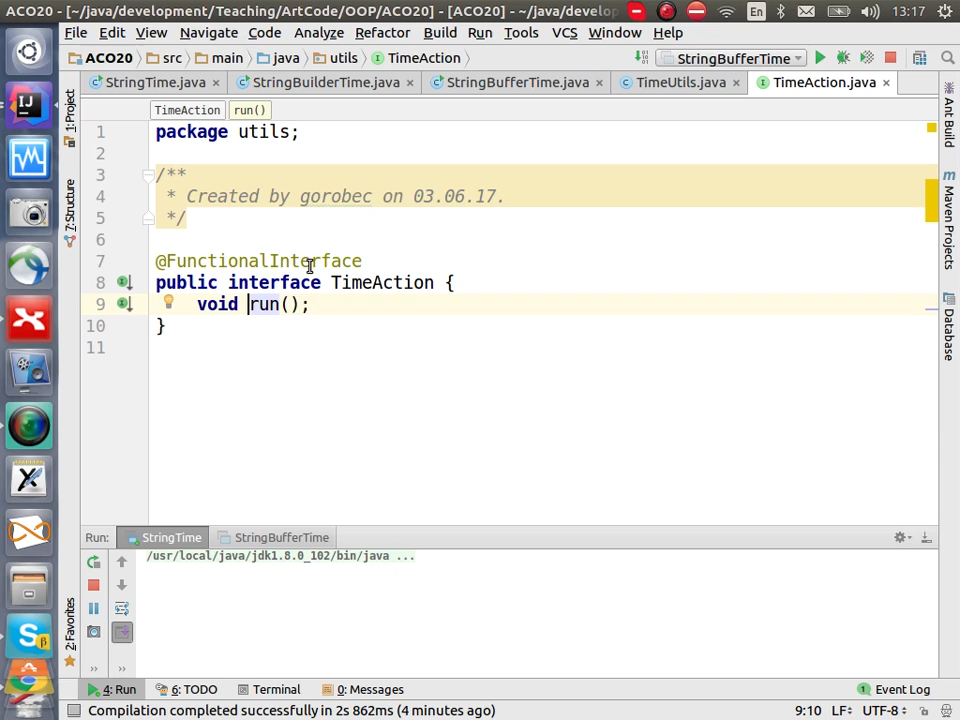 ACO20 - [~/java/development/Teaching/ArtCode/OOP/ACO20] - [ACO20] - ~/java/develop
En
13:17
File Edit View Navigate Code Analyze Refactor Build Run Tools VCS Window Help
ACO20 src main java utils TimeAction
StringBufferTime
StringTime.java StringBuilderTime.java StringBufferTime.java TimeUtils.java TimeAction.java
TimeAction run()
1 package utils;
2
3 /**
4 * Created by gorobec on 03.06.17.
5 */
6
7 @FunctionalInterface
8 public interface TimeAction {
9 void run();
10 }
11
1: Project
7: Structure
2: Favorites
Ant Build
Maven Projects
Database
Run: StringTime StringBufferTime
/usr/local/java/jdk1.8.0_102/bin/java ...
4: Run 6: TODO Terminal 0: Messages 1 Event Log
Compilation completed successfully in 2s 862ms (4 minutes ago) 9:10 LF÷ UTF-8÷